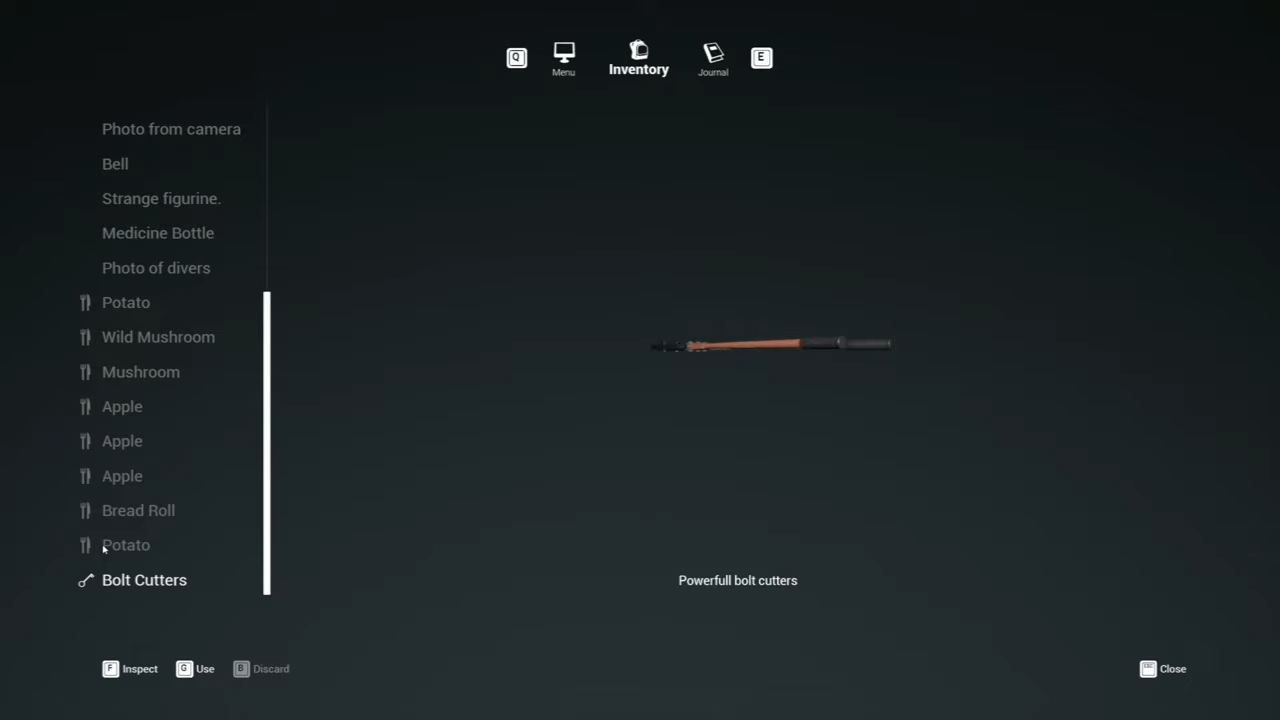 Q
Menu
Inventory
Journal
E
Photo from camera
Bell
Strange figurine.
Medicine Bottle
Photo of divers
Potato
Wild Mushroom
Mushroom
Apple
Apple
Apple
Bread Roll
Potato
Bolt Cutters
Powerfull bolt cutters
F Inspect
G Use
B Discard
ESC Close